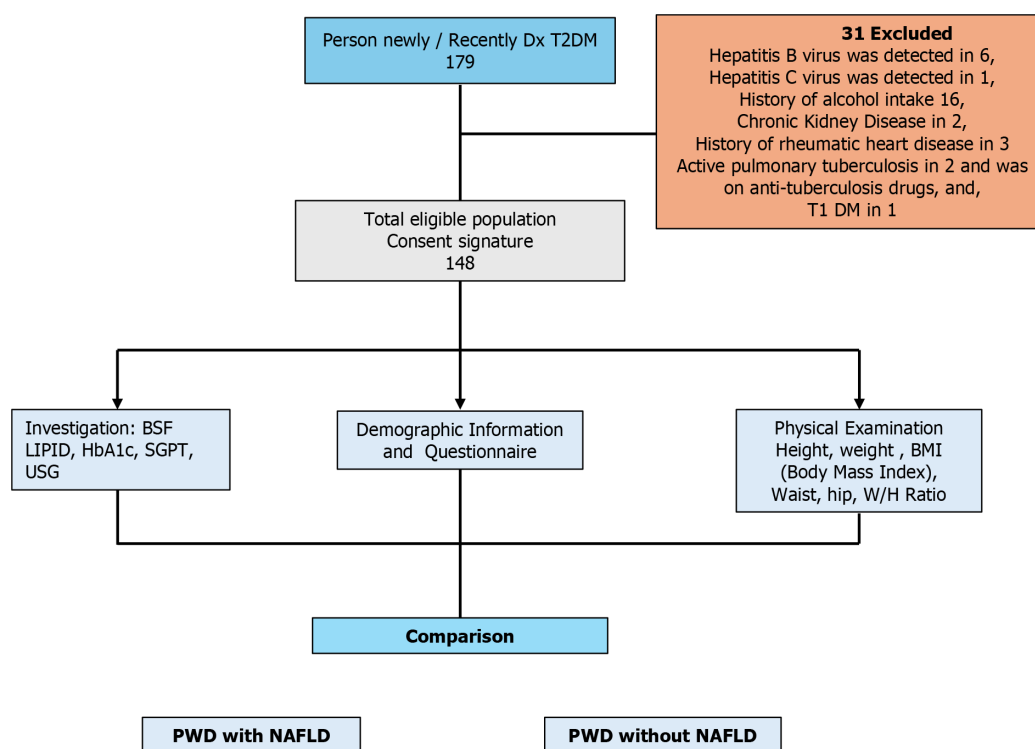 Person newly / Recently Dx T2DM
179
31 Excluded
Hepatitis B virus was detected in 6,
Hepatitis C virus was detected in 1,
History of alcohol intake 16,
Chronic Kidney Disease in 2,
History of rheumatic heart disease in 3
Active pulmonary tuberculosis in 2 and was
on anti-tuberculosis drugs, and,
T1 DM in 1
Total eligible population
Consent signature
148
Investigation: BSF
LIPID, HbA1c, SGPT,
USG
Demographic Information
and Questionnaire
Physical Examination
Height, weight , BMI
(Body Mass Index),
Waist, hip, W/H Ratio
Comparison
PWD with NAFLD
PWD without NAFLD